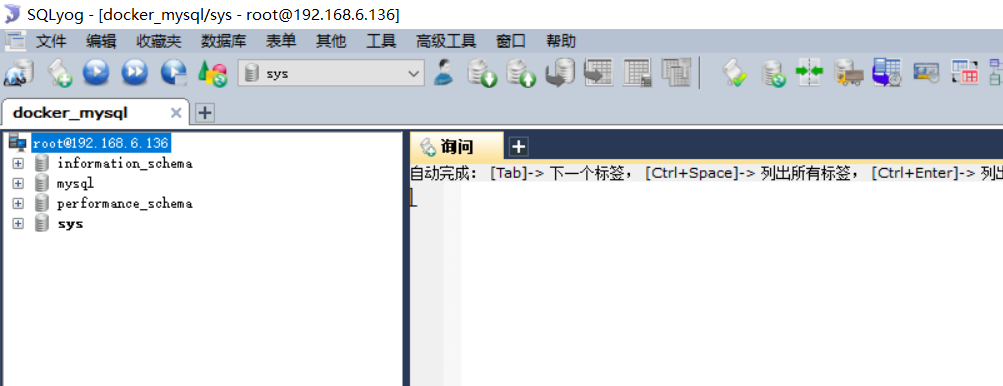 SQLyog - [docker_mysql/sys - root@192.168.6.136]
文件 编辑 收藏夹 数据库 表单 其他 工具 高级工具 窗口 帮助
sys
docker_mysql
root@192.168.6.136
information_schema
mysql
performance_schema
sys
询问
自动完成： [Tab]-> 下一个标签， [Ctrl+Space]-> 列出所有标签， [Ctrl+Enter]-> 列出